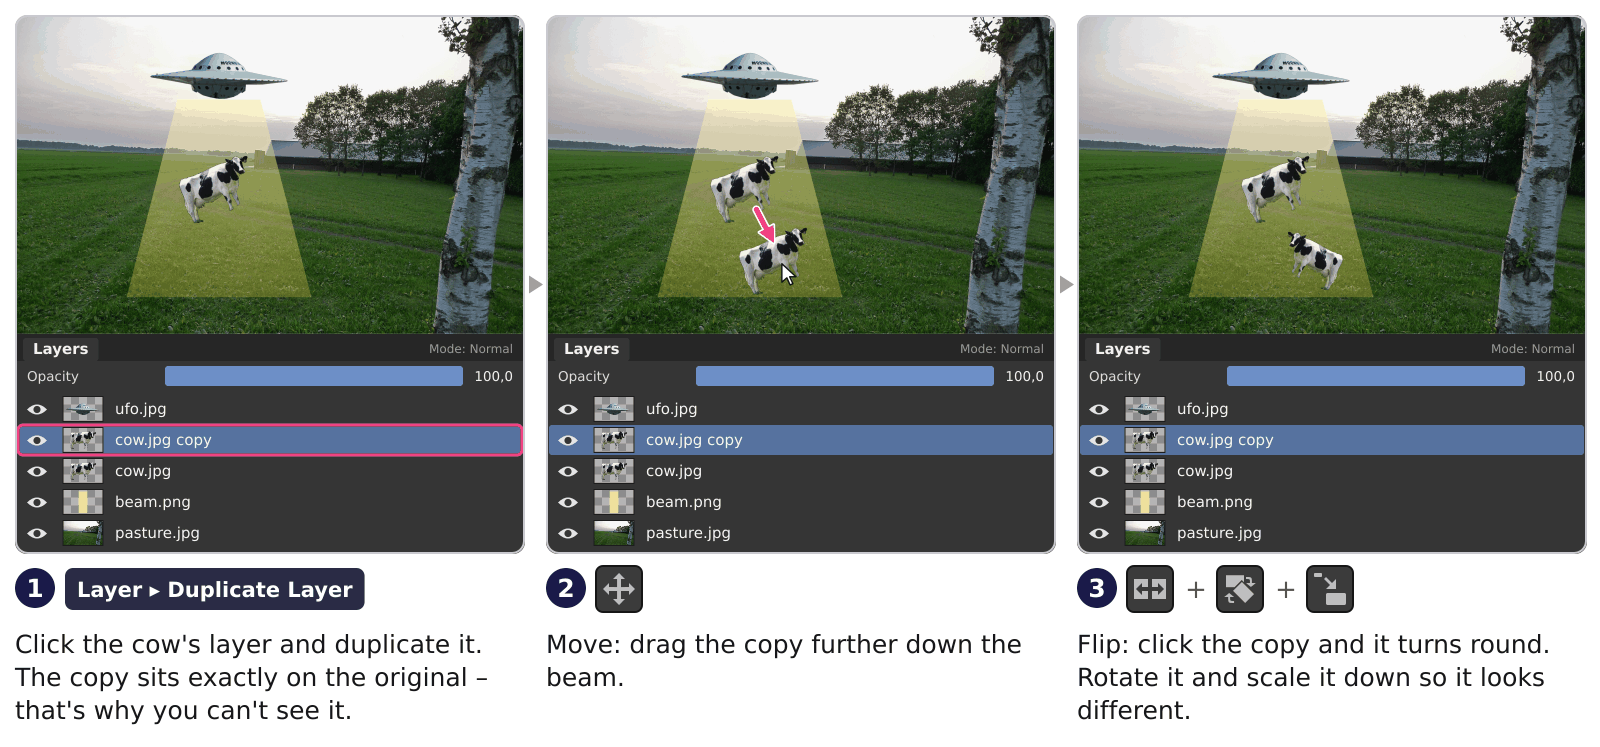 Layers
Mode: Normal
Opacity
100,0
ufo.jpg
cow.jpg copy
cow.jpg
beam.png
pasture.jpg
1
Layer ▸ Duplicate Layer
Click the cow's layer and duplicate it.
The copy sits exactly on the original –
that's why you can't see it.
Layers
Mode: Normal
Opacity
100,0
ufo.jpg
cow.jpg copy
cow.jpg
beam.png
pasture.jpg
2
Move: drag the copy further down the
beam.
Layers
Mode: Normal
Opacity
100,0
ufo.jpg
cow.jpg copy
cow.jpg
beam.png
pasture.jpg
3
+ +
Flip: click the copy and it turns round.
Rotate it and scale it down so it looks
different.